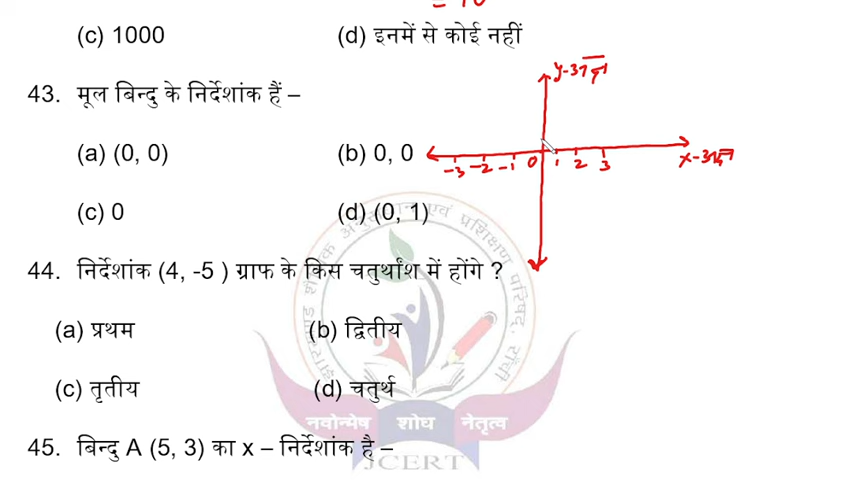 = 10
(c) 1000 (d) इनमें से कोई नहीं
43. मूल बिन्दु के निर्देशांक हैं –
y-अक्ष
(a) (0, 0) (b) 0, 0
-3 -2 -1 0 1 2 3 x-अक्ष
(c) 0 (d) (0, 1)
44. निर्देशांक (4, -5 ) ग्राफ के किस चतुर्थांश में होंगे ?
(a) प्रथम (b) द्वितीय
(c) तृतीय (d) चतुर्थ
नवोन्मेष शोध नेतृत्व
45. बिन्दु A (5, 3) का x – निर्देशांक है –
JCERT